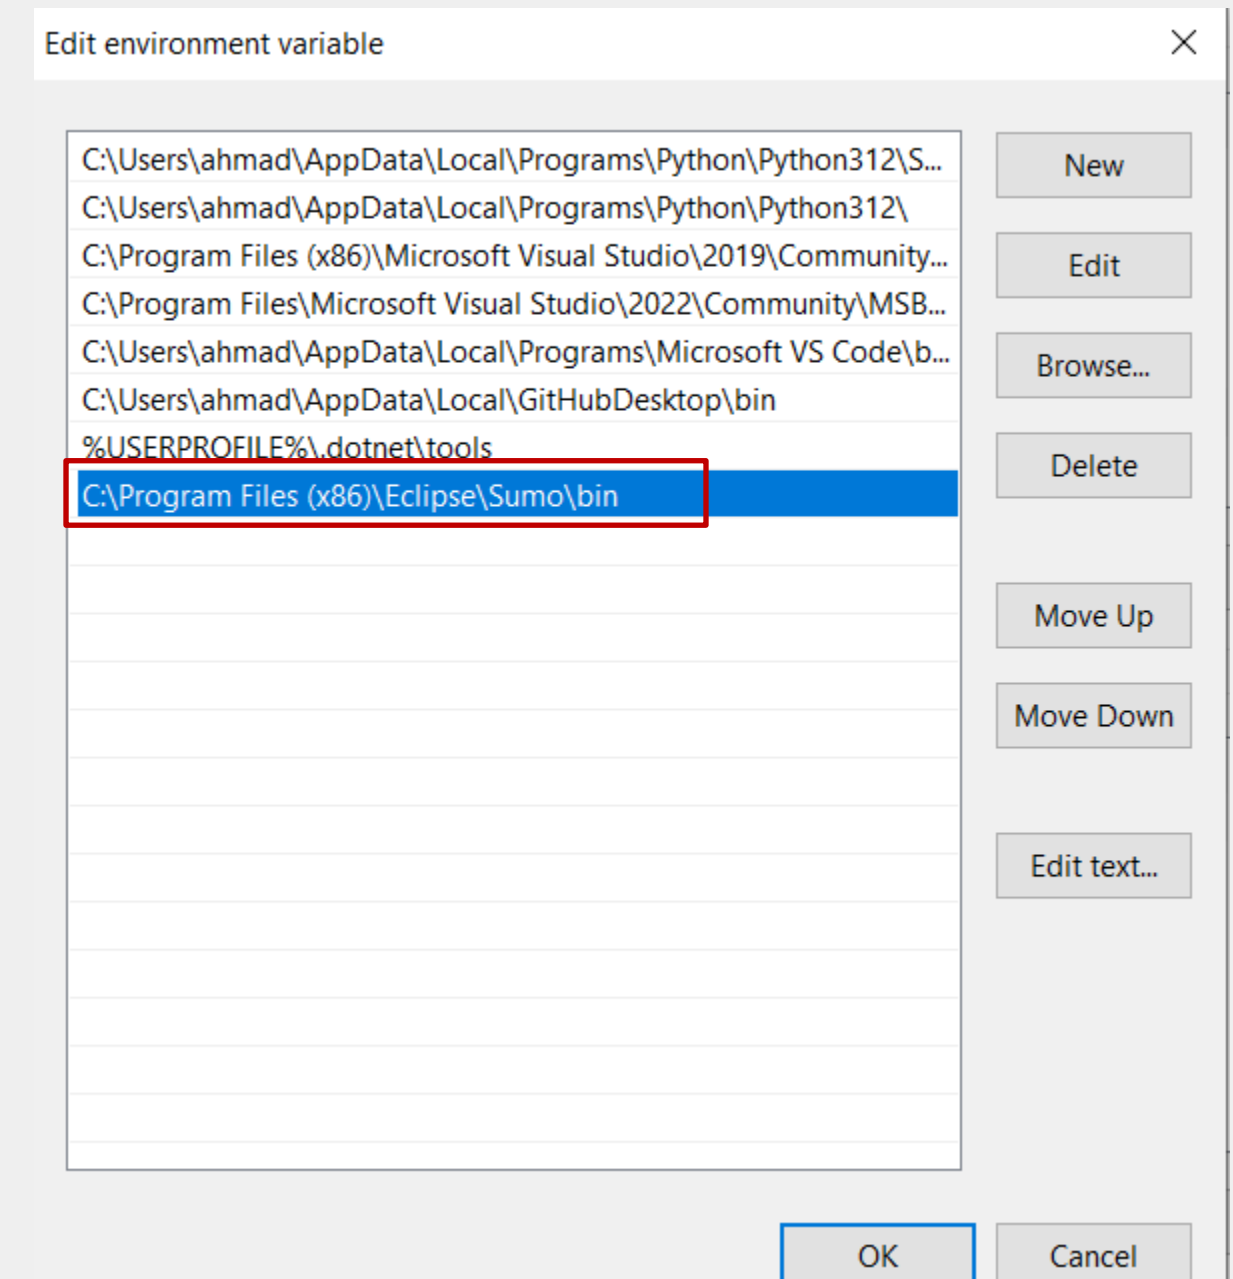 Edit environment variable
C:\Users\ahmad\AppData\Local\Programs\Python\Python312\S...
C:\Users\ahmad\AppData\Local\Programs\Python\Python312\
C:\Program Files (x86)\Microsoft Visual Studio\2019\Community...
C:\Program Files\Microsoft Visual Studio\2022\Community\MSB...
C:\Users\ahmad\AppData\Local\Programs\Microsoft VS Code\b...
C:\Users\ahmad\AppData\Local\GitHubDesktop\bin
%USERPROFILE%\.dotnet\tools
C:\Program Files (x86)\Eclipse\Sumo\bin
New
Edit
Browse...
Delete
Move Up
Move Down
Edit text...
OK
Cancel